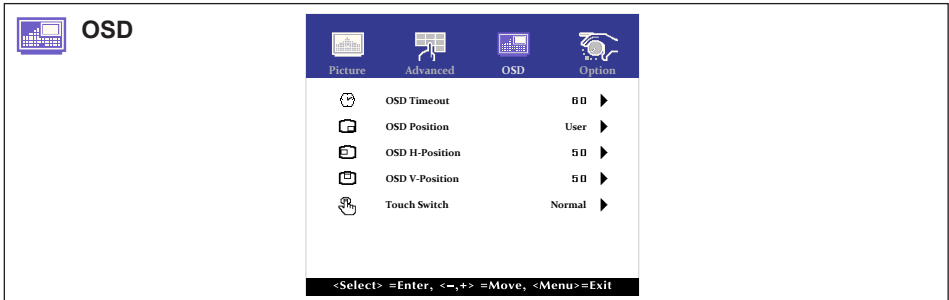 OSD
Picture Advanced OSD Option
OSD Timeout 60
OSD Position User
OSD H-Position 50
OSD V-Position 50
Touch Switch Normal
<Select> =Enter, <−,+> =Move, <Menu>=Exit